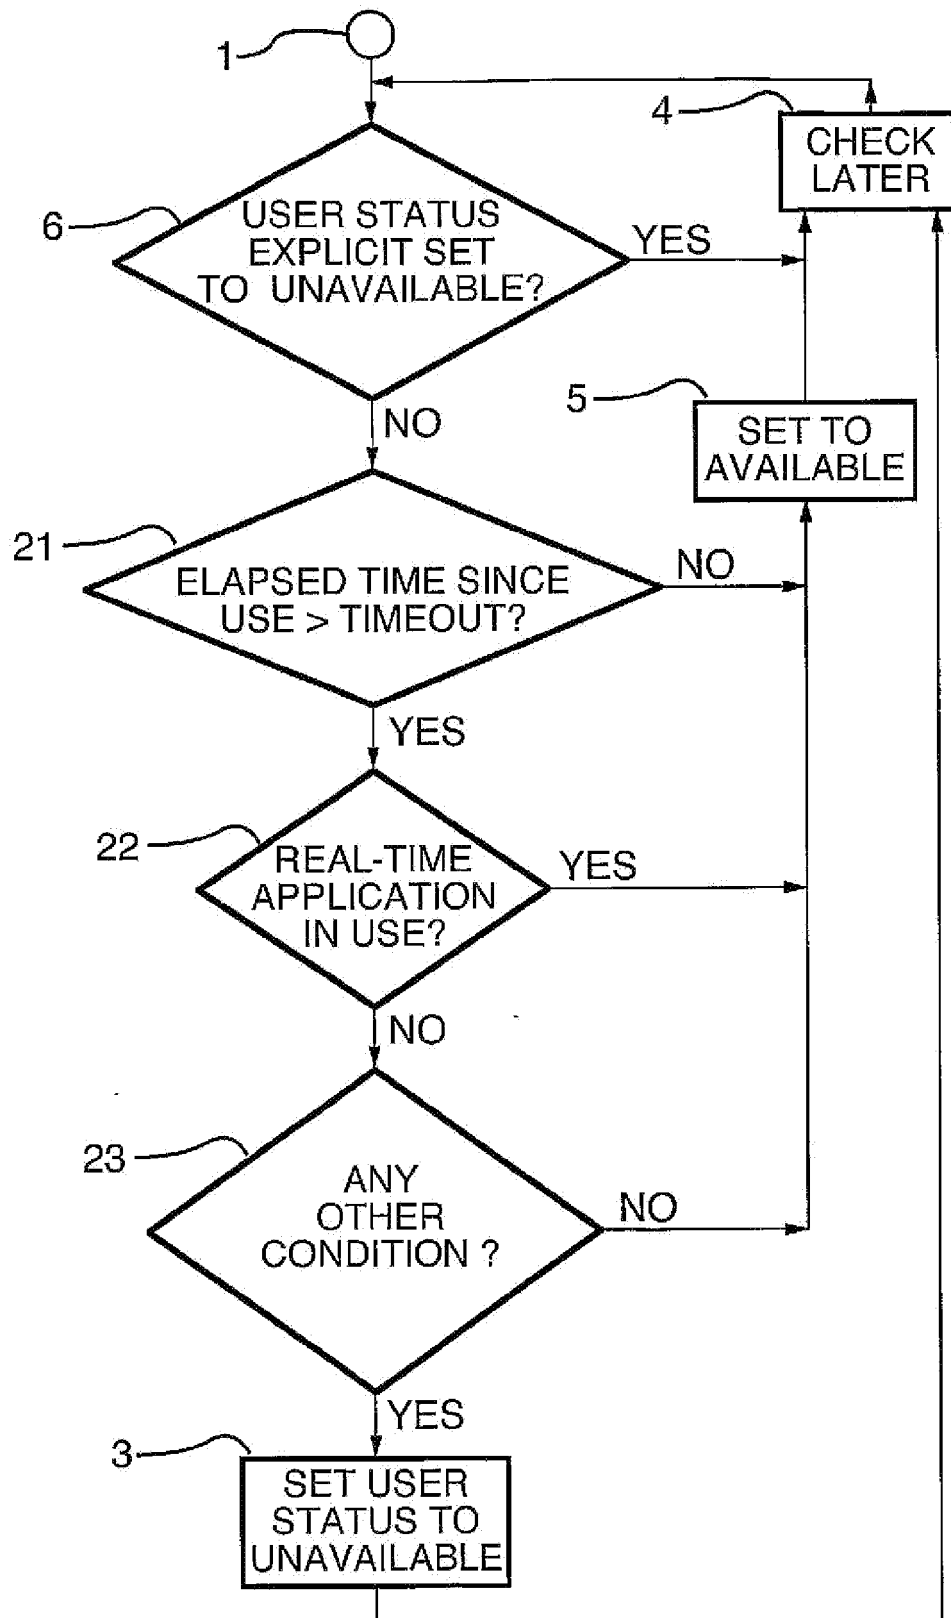 1
4
CHECK
LATER
6
USER STATUS
EXPLICIT SET
TO UNAVAILABLE?
YES
5
SET TO
AVAILABLE
NO
21
ELAPSED TIME SINCE
USE > TIMEOUT?
NO
YES
22
REAL-TIME
APPLICATION
IN USE?
YES
NO
23
ANY
OTHER
CONDITION ?
NO
YES
3
SET USER
STATUS TO
UNAVAILABLE